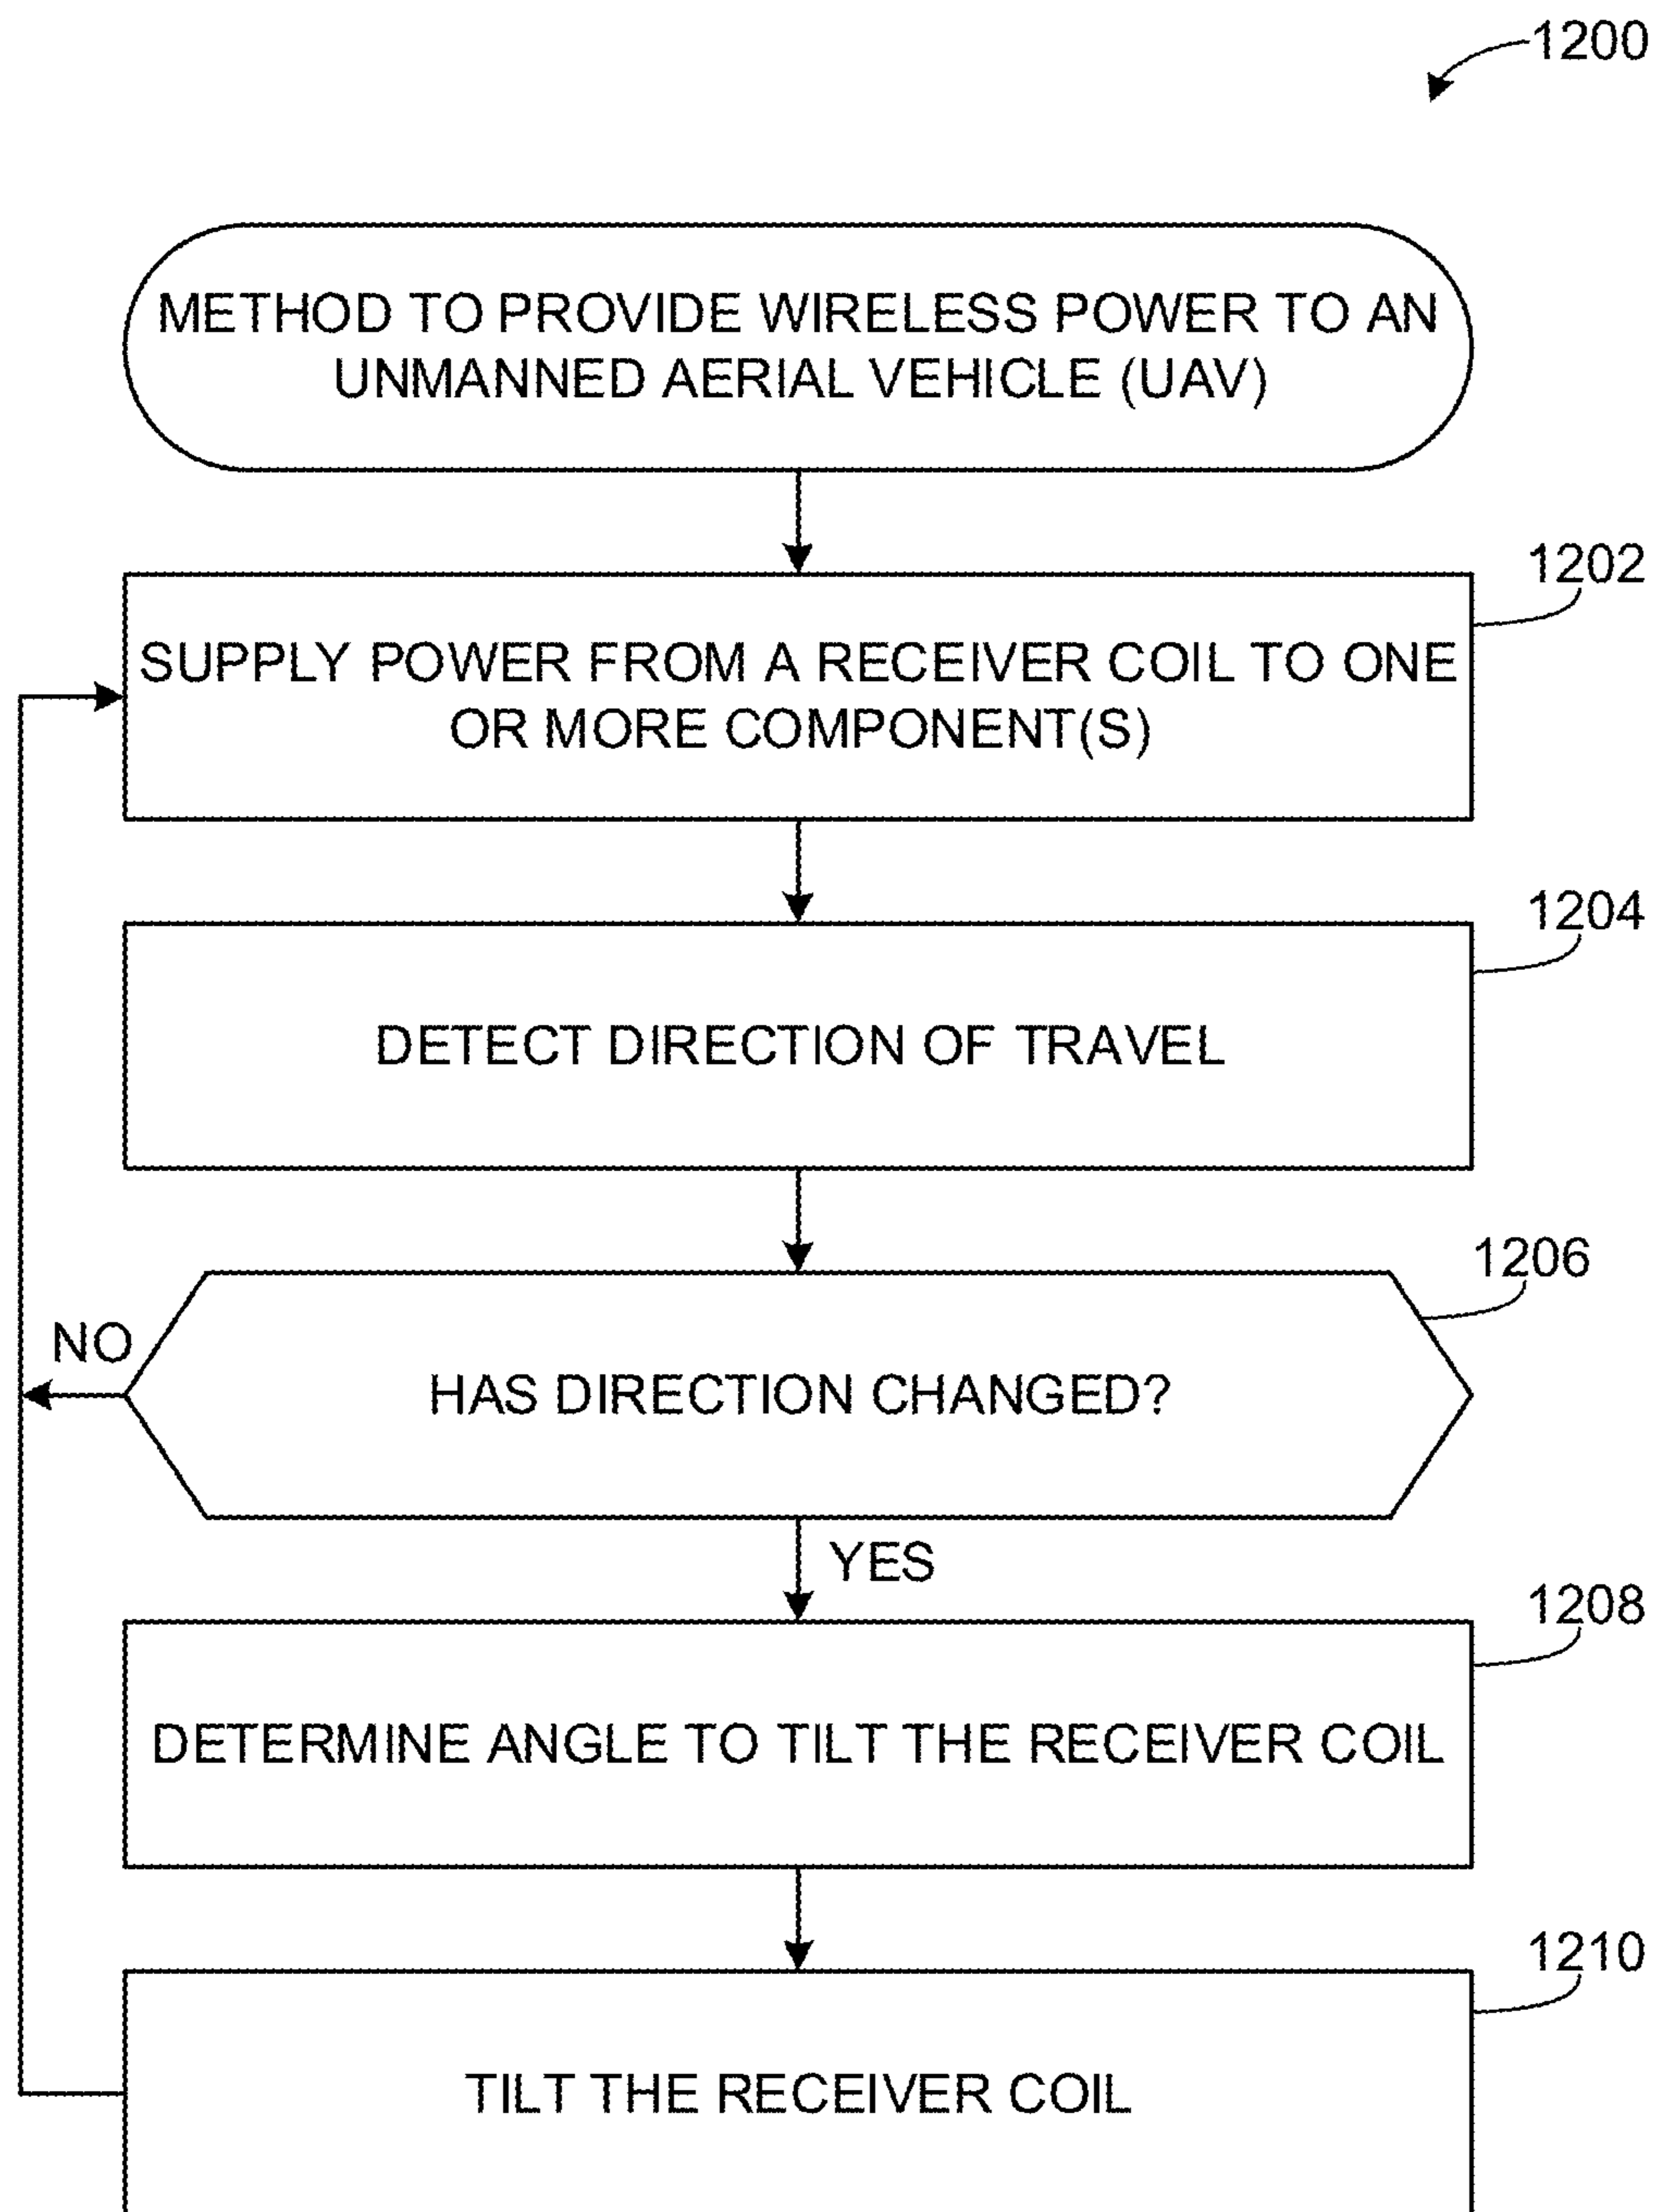 1200
METHOD TO PROVIDE WIRELESS POWER TO AN
UNMANNED AERIAL VEHICLE (UAV)
1202
SUPPLY POWER FROM A RECEIVER COIL TO ONE
OR MORE COMPONENT(S)
1204
DETECT DIRECTION OF TRAVEL
1206
NO
HAS DIRECTION CHANGED?
YES
1208
DETERMINE ANGLE TO TILT THE RECEIVER COIL
1210
TILT THE RECEIVER COIL